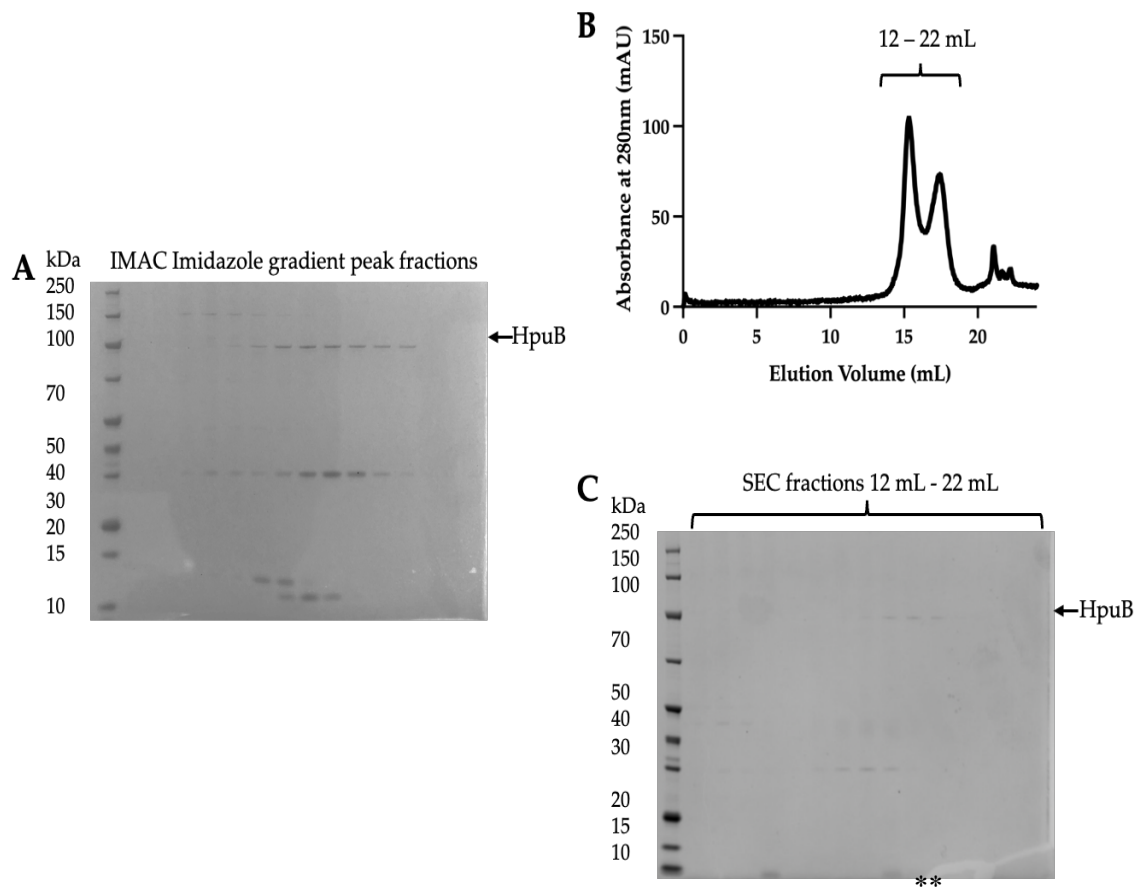 A
kDa
IMAC Imidazole gradient peak fractions
250
150
100
70
50
40
30
20
15
10
HpuB
B
12 – 22 mL
Absorbance at 280nm (mAU)
150
100
50
0
0
5
10
15
20
Elution Volume (mL)
C
kDa
SEC fractions 12 mL - 22 mL
250
150
100
70
50
40
30
20
15
10
HpuB
**